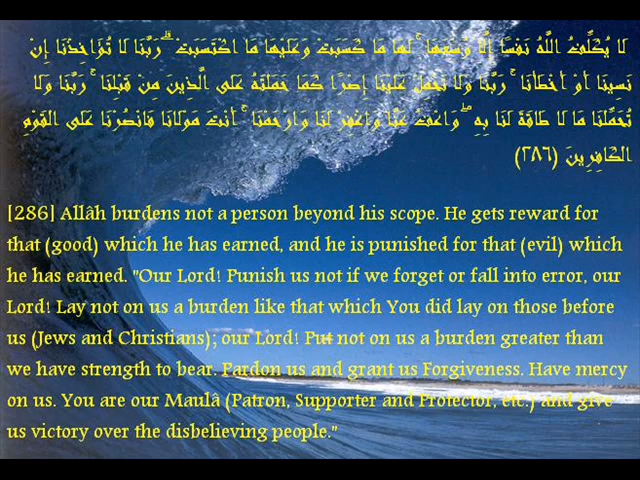 لَا يُكَلِّفُ اللَّهُ نَفْسًا إِلَّا وُسْعَهَا ۚ لَهَا مَا كَسَبَتْ وَعَلَيْهَا مَا اكْتَسَبَتْ ۗ رَبَّنَا لَا تُؤَاخِذْنَا إِنْ
نَسِينَا أَوْ أَخْطَأْنَا ۚ رَبَّنَا وَلَا تَحْمِلْ عَلَيْنَا إِصْرًا كَمَا حَمَلْتَهُ عَلَى الَّذِينَ مِنْ قَبْلِنَا ۚ رَبَّنَا وَلَا
تُحَمِّلْنَا مَا لَا طَاقَةَ لَنَا بِهِ ۖ وَاعْفُ عَنَّا وَاغْفِرْ لَنَا وَارْحَمْنَا ۚ أَنْتَ مَوْلَانَا فَانْصُرْنَا عَلَى الْقَوْمِ
الْكَافِرِينَ ﴿٢٨٦﴾
[286] Allâh burdens not a person beyond his scope. He gets reward for
that (good) which he has earned, and he is punished for that (evil) which
he has earned. "Our Lord! Punish us not if we forget or fall into error, our
Lord! Lay not on us a burden like that which You did lay on those before
us (Jews and Christians); our Lord! Put not on us a burden greater than
we have strength to bear. Pardon us and grant us Forgiveness. Have mercy
on us. You are our Maulâ (Patron, Supporter and Protector, etc.) and give
us victory over the disbelieving people."